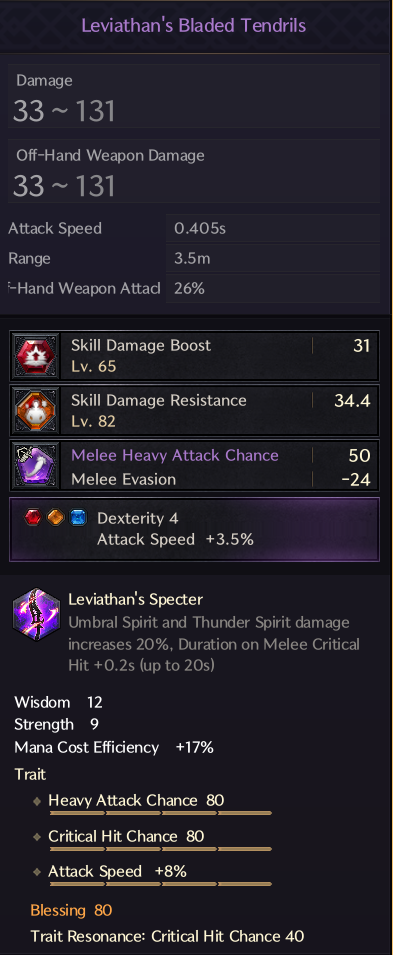 Leviathan's Bladed Tendrils
Damage
33 ~ 131
Off-Hand Weapon Damage
33 ~ 131
Attack Speed 0.405s
Range 3.5m
-Hand Weapon Attacl 26%
Skill Damage Boost 31
Lv. 65
Skill Damage Resistance 34.4
Lv. 82
Melee Heavy Attack Chance 50
Melee Evasion -24
Dexterity 4
Attack Speed +3.5%
Leviathan's Specter
Umbral Spirit and Thunder Spirit damage
increases 20%, Duration on Melee Critical
Hit +0.2s (up to 20s)
Wisdom 12
Strength 9
Mana Cost Efficiency +17%
Trait
Heavy Attack Chance 80
Critical Hit Chance 80
Attack Speed +8%
Blessing 80
Trait Resonance: Critical Hit Chance 40